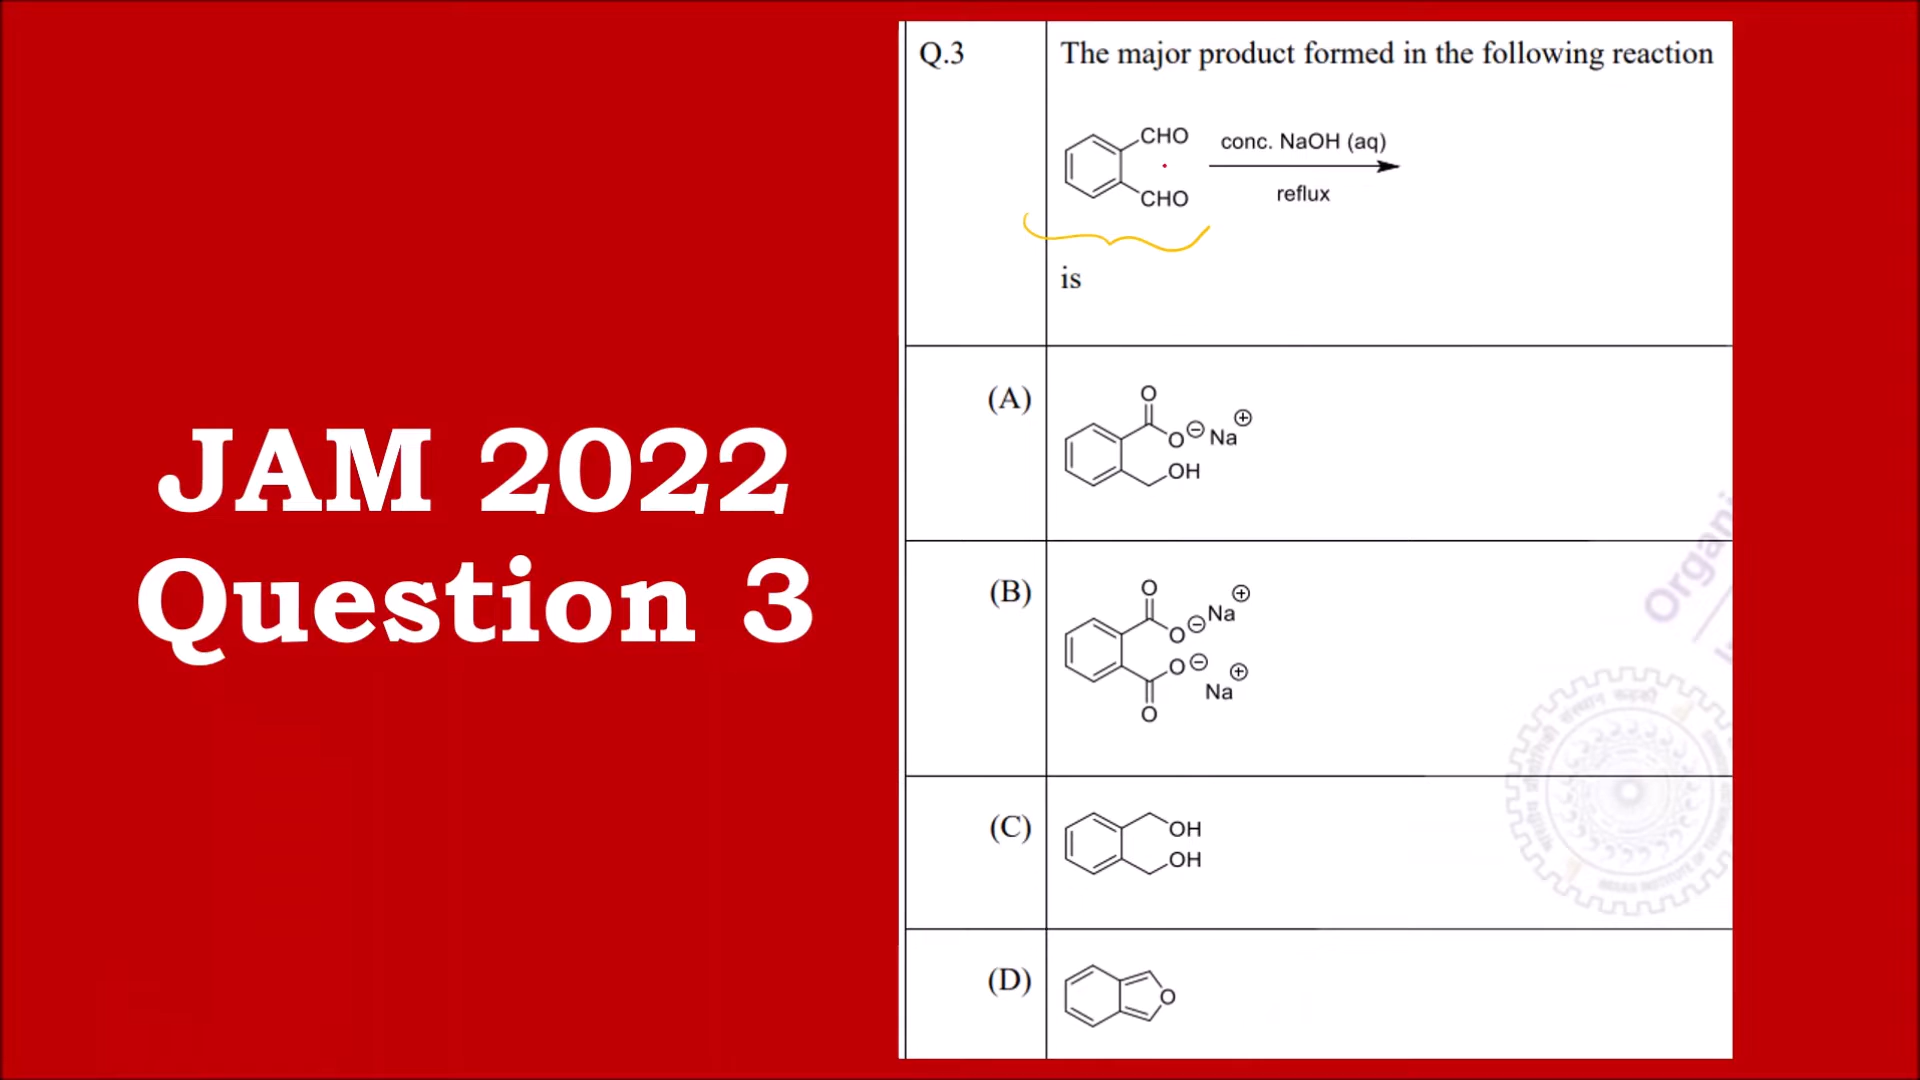 JAM 2022
Question 3
Q.3
The major product formed in the following reaction
CHO
CHO
conc. NaOH (aq)
reflux
is
(A)
O
O⊖ Na⊕
OH
(B)
O
O⊖ Na⊕
O⊖ Na⊕
O
(C)
OH
OH
(D)
O
Organi